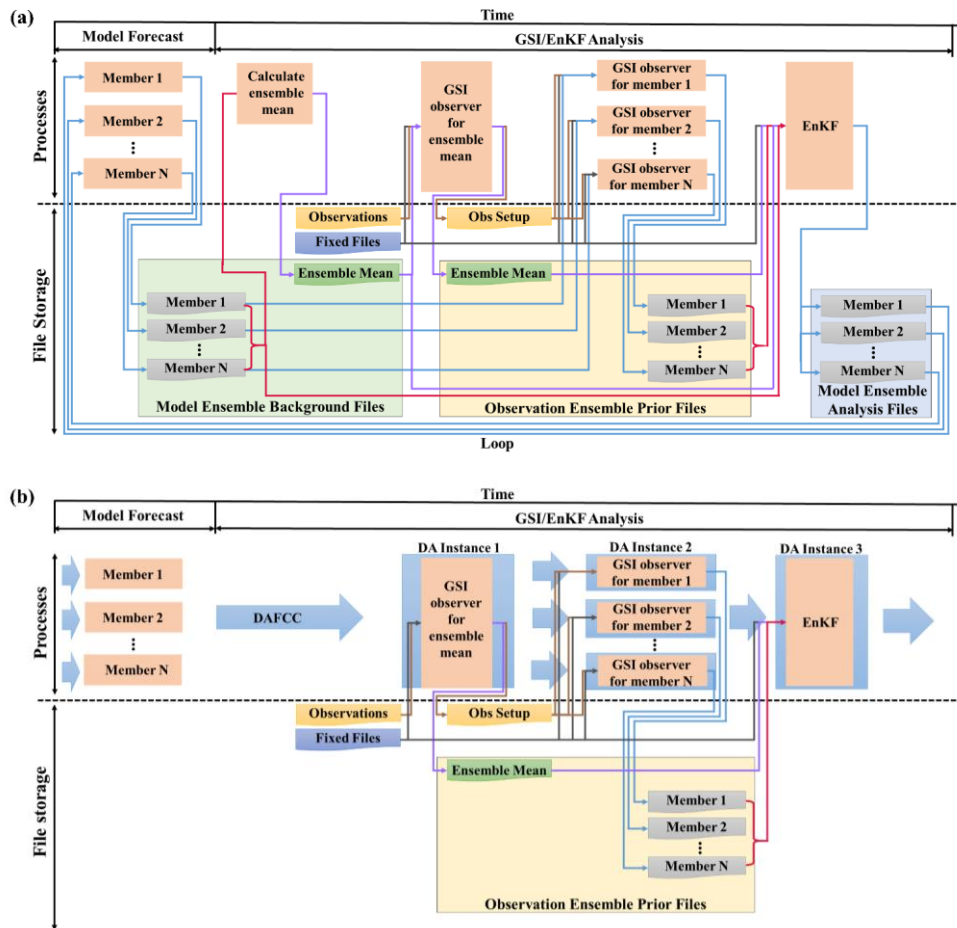 (a)
Time
Model Forecast
GSI/EnKF Analysis
Processes
Member 1
Member 2
Member N
Calculate
ensemble
mean
GSI
observer
for
ensemble
mean
GSI observer
for member 1
GSI observer
for member 2
GSI observer
for member N
EnKF
File Storage
Observations
Fixed Files
Obs Setup
Ensemble Mean
Member 1
Member 2
Member N
Model Ensemble Background Files
Ensemble Mean
Member 1
Member 2
Member N
Observation Ensemble Prior Files
Member 1
Member 2
Member N
Model Ensemble
Analysis Files
Loop
(b)
Time
Model Forecast
GSI/EnKF Analysis
Processes
Member 1
Member 2
Member N
DAFCC
DA Instance 1
GSI
observer
for
ensemble
mean
DA Instance 2
GSI observer
for member 1
GSI observer
for member 2
GSI observer
for member N
DA Instance 3
EnKF
File storage
Observations
Fixed Files
Obs Setup
Ensemble Mean
Member 1
Member 2
Member N
Observation Ensemble Prior Files